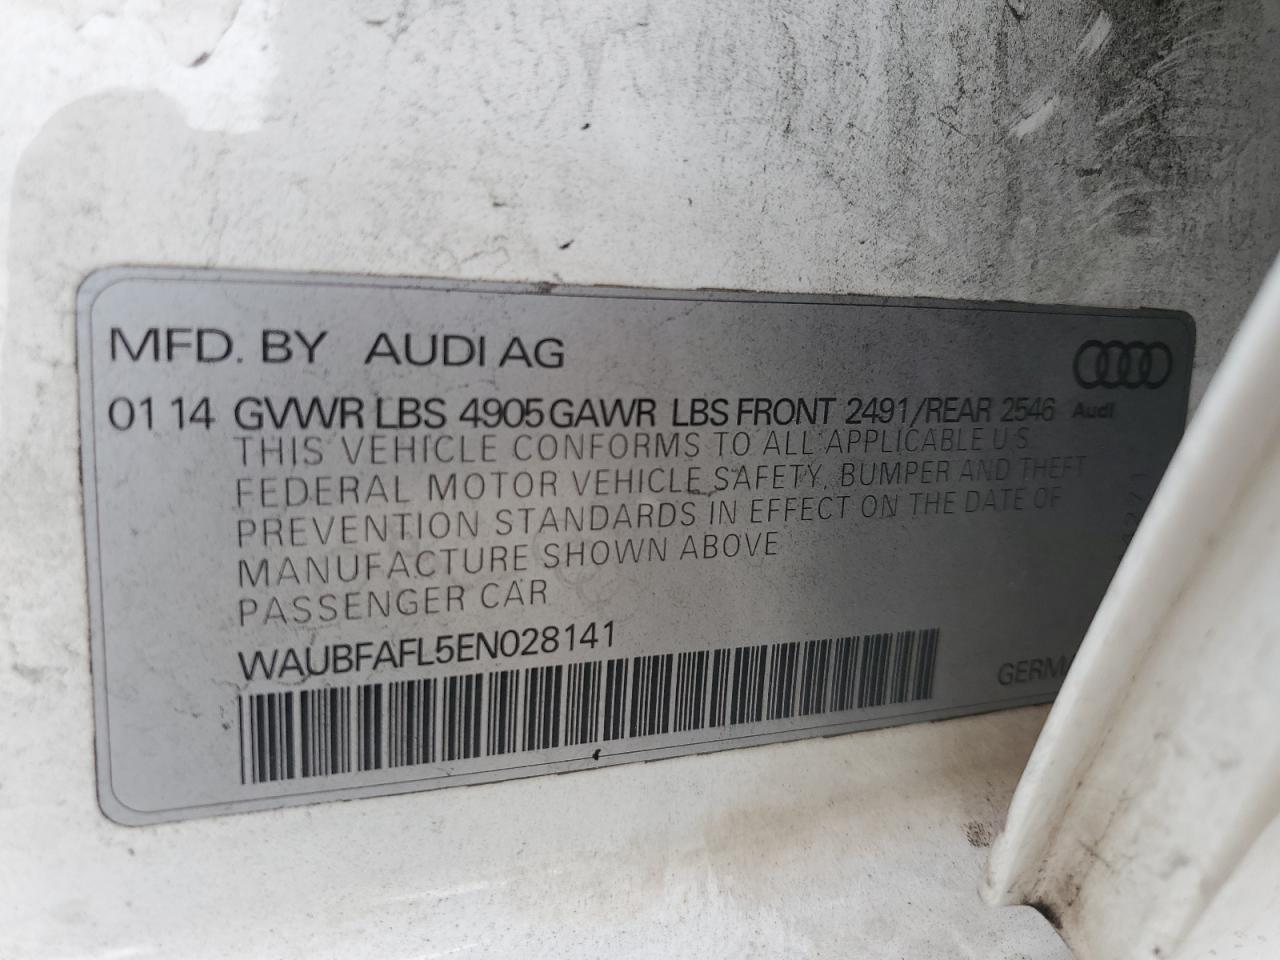 MFD. BY AUDI AG
01 14 GVWR LBS 4905 GAWR LBS FRONT 2491/REAR 2546 Audi
THIS VEHICLE CONFORMS TO ALL APPLICABLE U.S.
FEDERAL MOTOR VEHICLE SAFETY, BUMPER AND THEFT
PREVENTION STANDARDS IN EFFECT ON THE DATE OF
MANUFACTURE SHOWN ABOVE
PASSENGER CAR
WAUBFAFL5EN028141